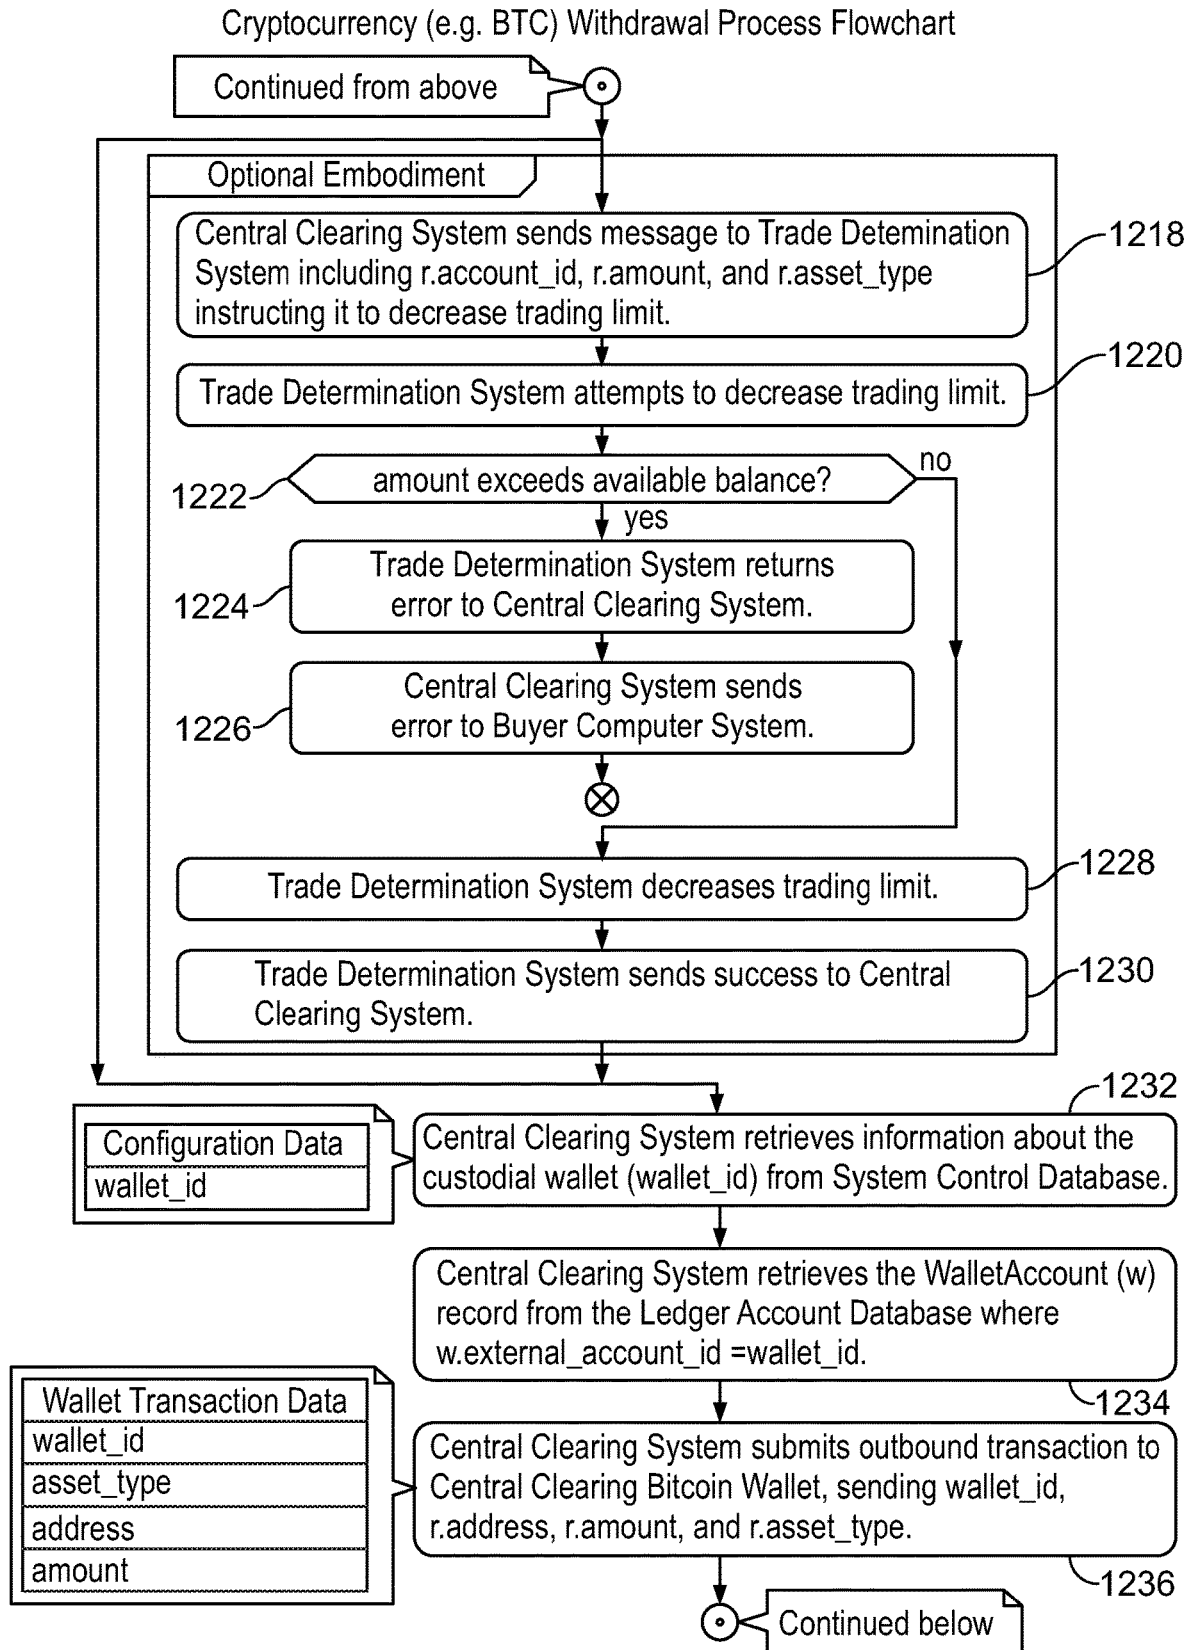 Cryptocurrency (e.g. BTC) Withdrawal Process Flowchart
Continued from above
Optional Embodiment
Central Clearing System sends message to Trade Detemination
System including r.account_id, r.amount, and r.asset_type
instructing it to decrease trading limit.
1218
Trade Determination System attempts to decrease trading limit.
1220
amount exceeds available balance?
1222
no
yes
Trade Determination System returns
error to Central Clearing System.
1224
Central Clearing System sends
error to Buyer Computer System.
1226
Trade Determination System decreases trading limit.
1228
Trade Determination System sends success to Central
Clearing System.
1230
1232
Configuration Data
wallet_id
Central Clearing System retrieves information about the
custodial wallet (wallet_id) from System Control Database.
Central Clearing System retrieves the WalletAccount (w)
record from the Ledger Account Database where
w.external_account_id =wallet_id.
1234
Wallet Transaction Data
wallet_id
asset_type
address
amount
Central Clearing System submits outbound transaction to
Central Clearing Bitcoin Wallet, sending wallet_id,
r.address, r.amount, and r.asset_type.
1236
Continued below